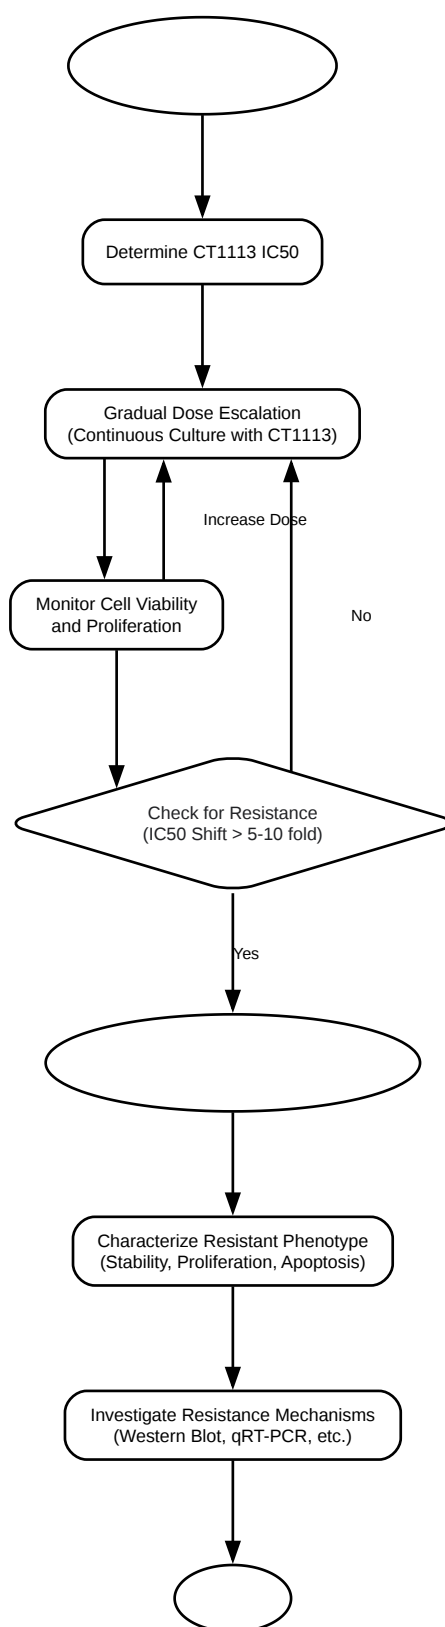 Determine CT1113 IC50
Gradual Dose Escalation
(Continuous Culture with CT1113)
Increase Dose
Monitor Cell Viability
and Proliferation
No
Check for Resistance
(IC50 Shift > 5-10 fold)
Yes
Characterize Resistant Phenotype
(Stability, Proliferation, Apoptosis)
Investigate Resistance Mechanisms
(Western Blot, qRT-PCR, etc.)